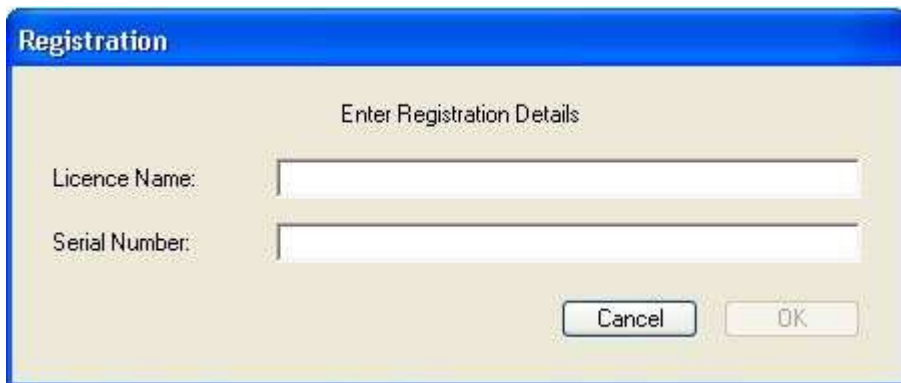 Registration
Enter Registration Details
Licence Name:
Serial Number:
Cancel OK